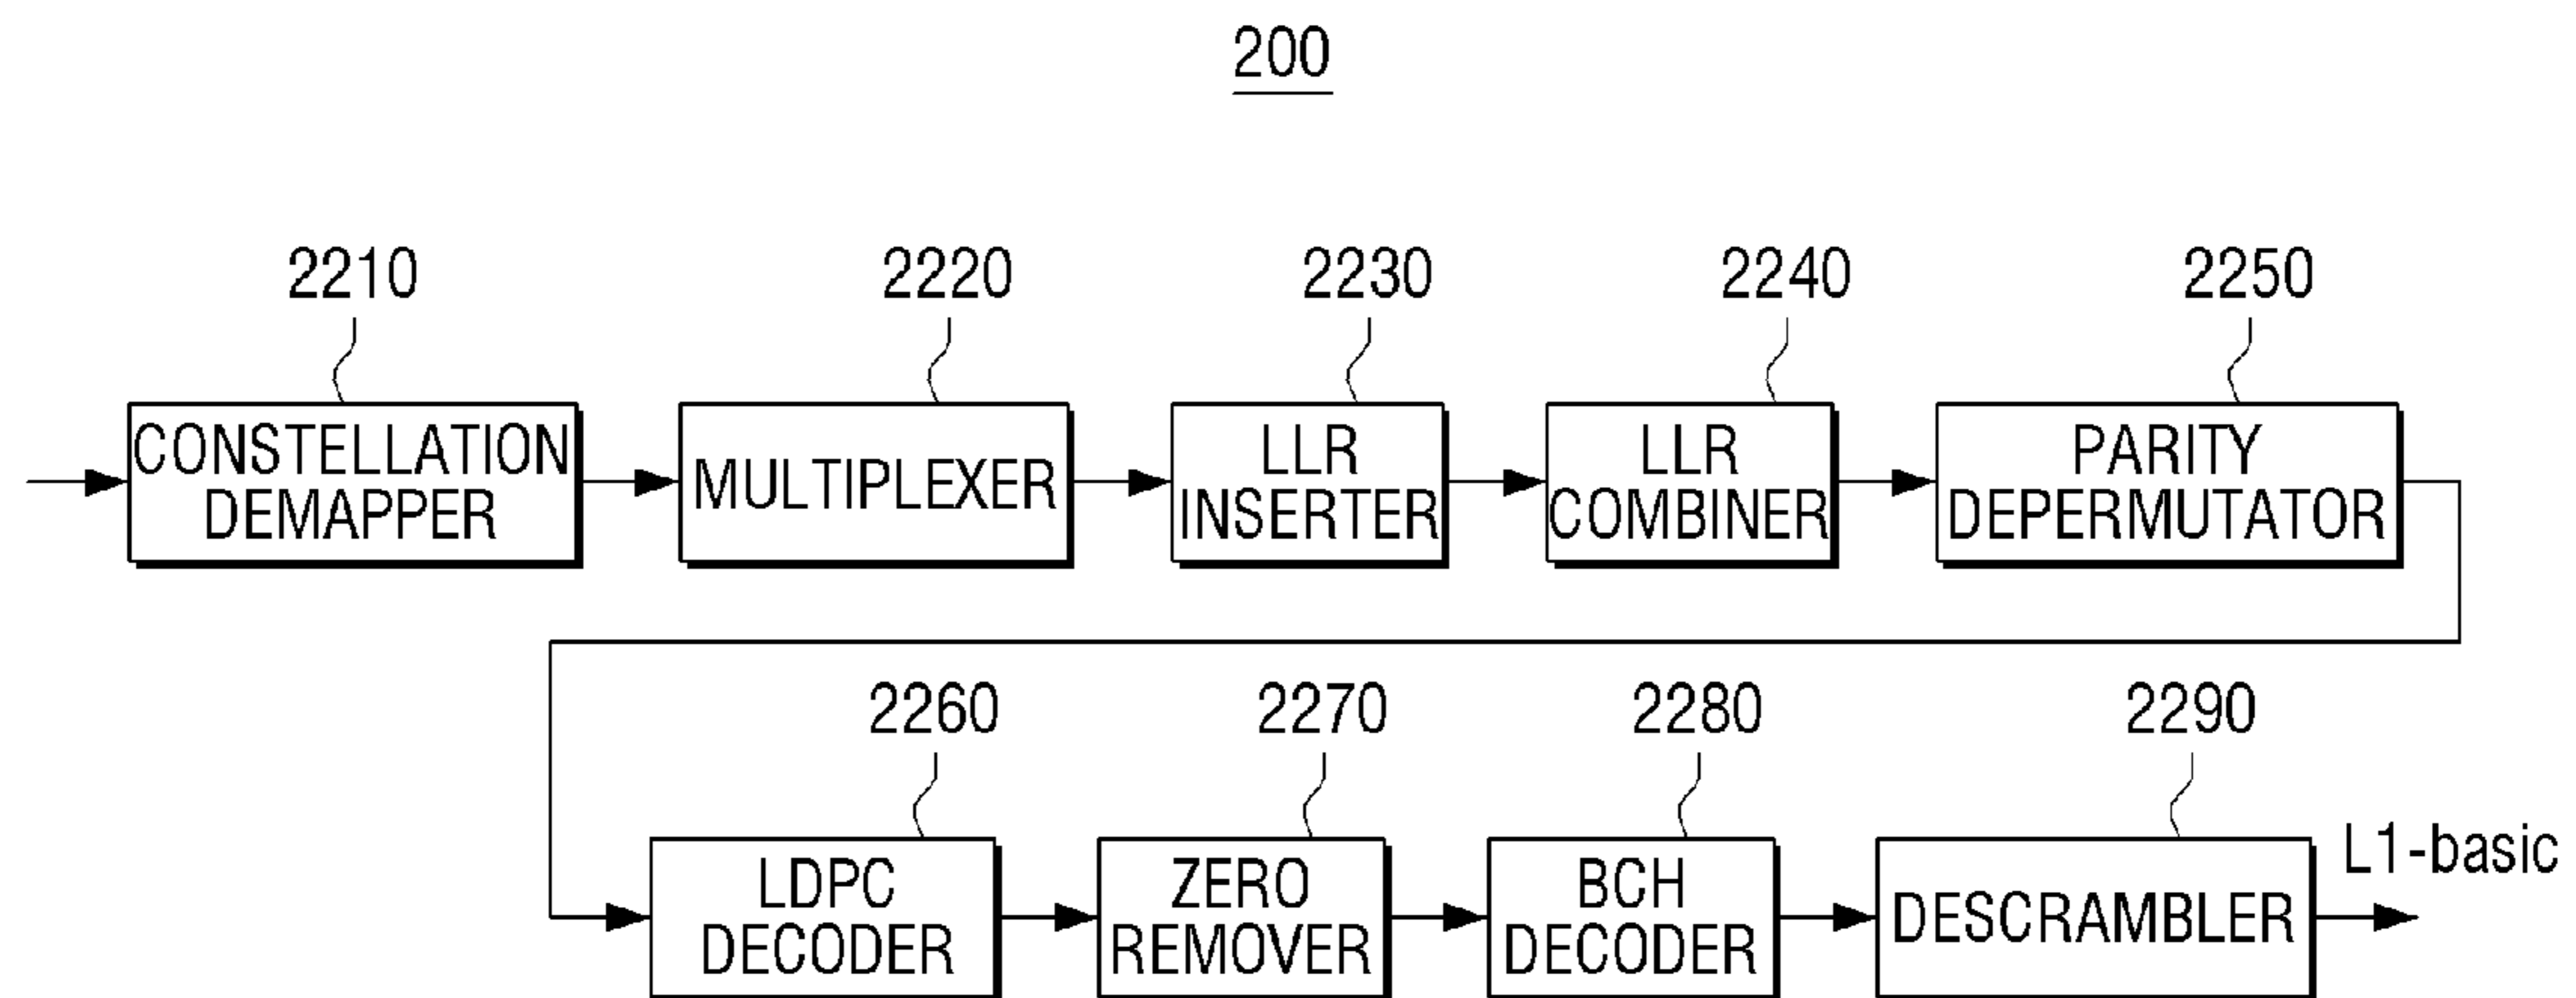 200
2210
2220
2230
2240
2250
CONSTELLATION
DEMAPPER
MULTIPLEXER
LLR
INSERTER
LLR
COMBINER
PARITY
DEPERMUTATOR
2260
2270
2280
2290
LDPC
DECODER
ZERO
REMOVER
BCH
DECODER
DESCRAMBLER
L1-basic